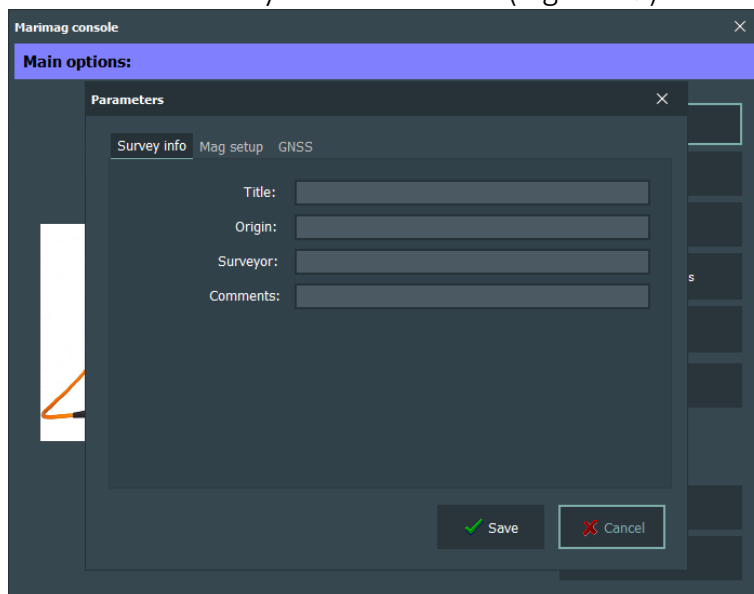 Marimag console
Main options:
Parameters
Survey info Mag setup GNSS
Title:
Origin:
Surveyor:
s
Comments:
Save Cancel